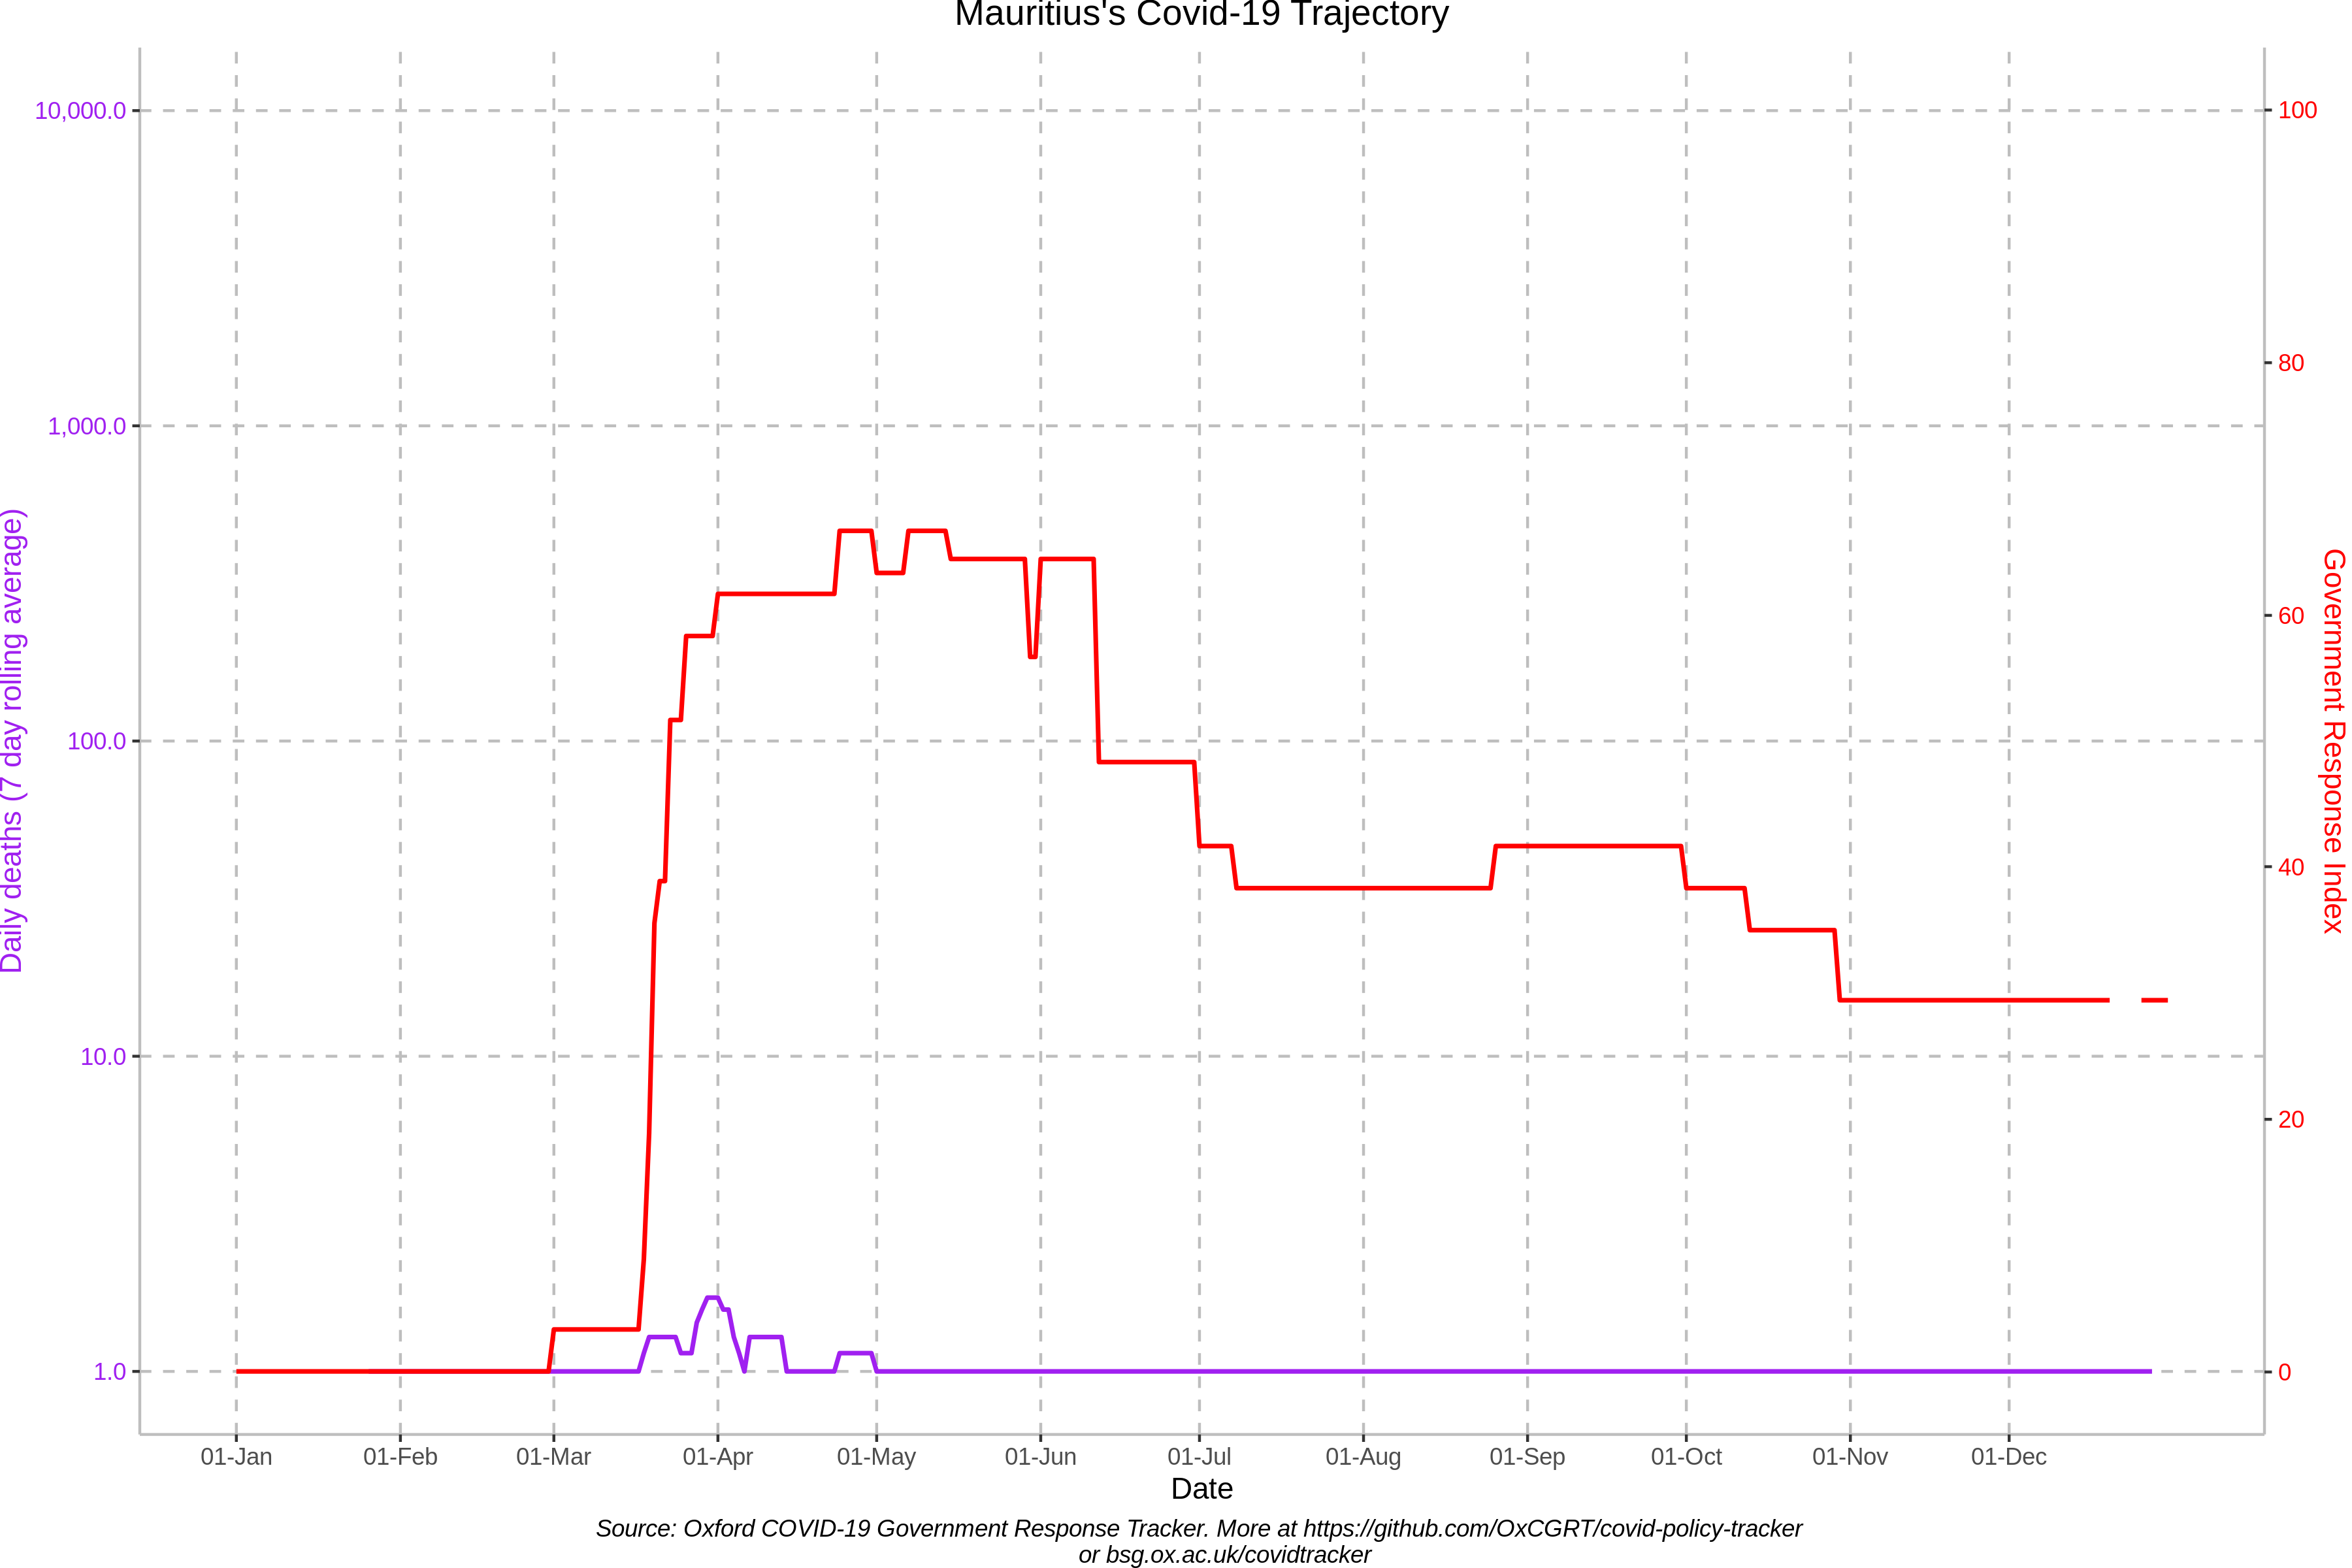 Mauritius's Covid-19 Trajectory
10,000.0
1,000.0
100.0
10.0
1.0
Daily deaths (7 day rolling average)
100
80
60
40
20
0
Government Response Index
01-Jan 01-Feb 01-Mar 01-Apr 01-May 01-Jun 01-Jul 01-Aug 01-Sep 01-Oct 01-Nov 01-Dec
Date
Source: Oxford COVID-19 Government Response Tracker. More at https://github.com/OxCGRT/covid-policy-tracker
or bsg.ox.ac.uk/covidtracker